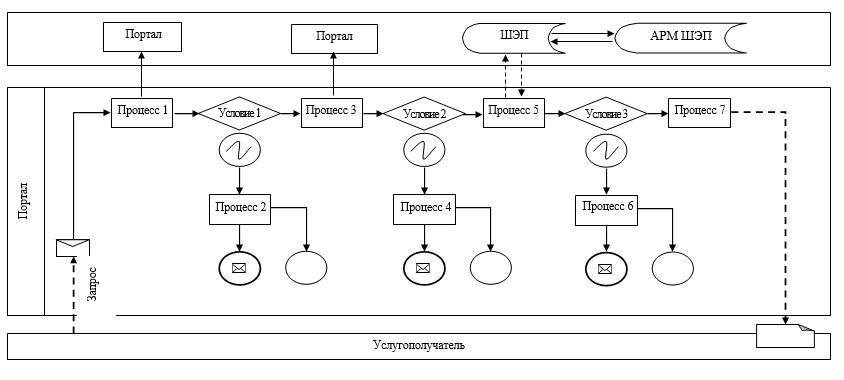 Портал
Портал
ШЭП
АРМ ШЭП
Процесс 1
Условие 1
Процесс 3
Условие 2
Процесс 5
Условие 3
Процесс 7
Портал
Процесс 2
Процесс 4
Процесс 6
Запрос
Услугополучатель